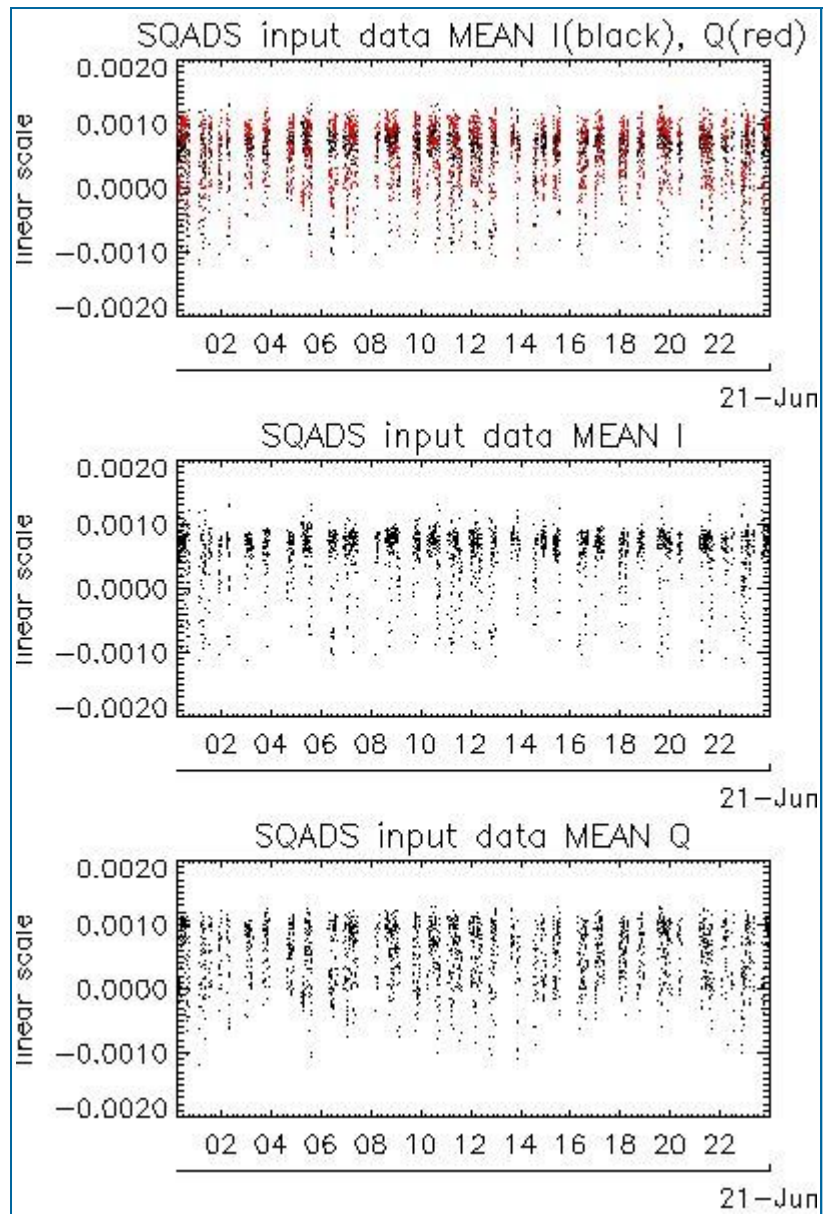 SQADS input data MEAN I(black), Q(red)
0.0020
0.0010
0.0000
−0.0010
−0.0020
linear scale
02 04 06 08 10 12 14 16 18 20 22
21−Jun
SQADS input data MEAN I
0.0020
0.0010
0.0000
−0.0010
−0.0020
linear scale
02 04 06 08 10 12 14 16 18 20 22
21−Jun
SQADS input data MEAN Q
0.0020
0.0010
0.0000
−0.0010
−0.0020
linear scale
02 04 06 08 10 12 14 16 18 20 22
21−Jun